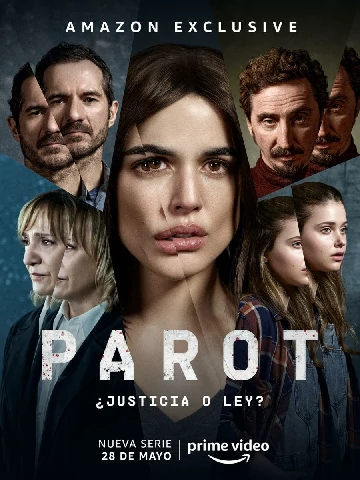 AMAZON EXCLUSIVE
PAROT
¿JUSTICIA O LEY?
NUEVA SERIE
28 DE MAYO
prime video